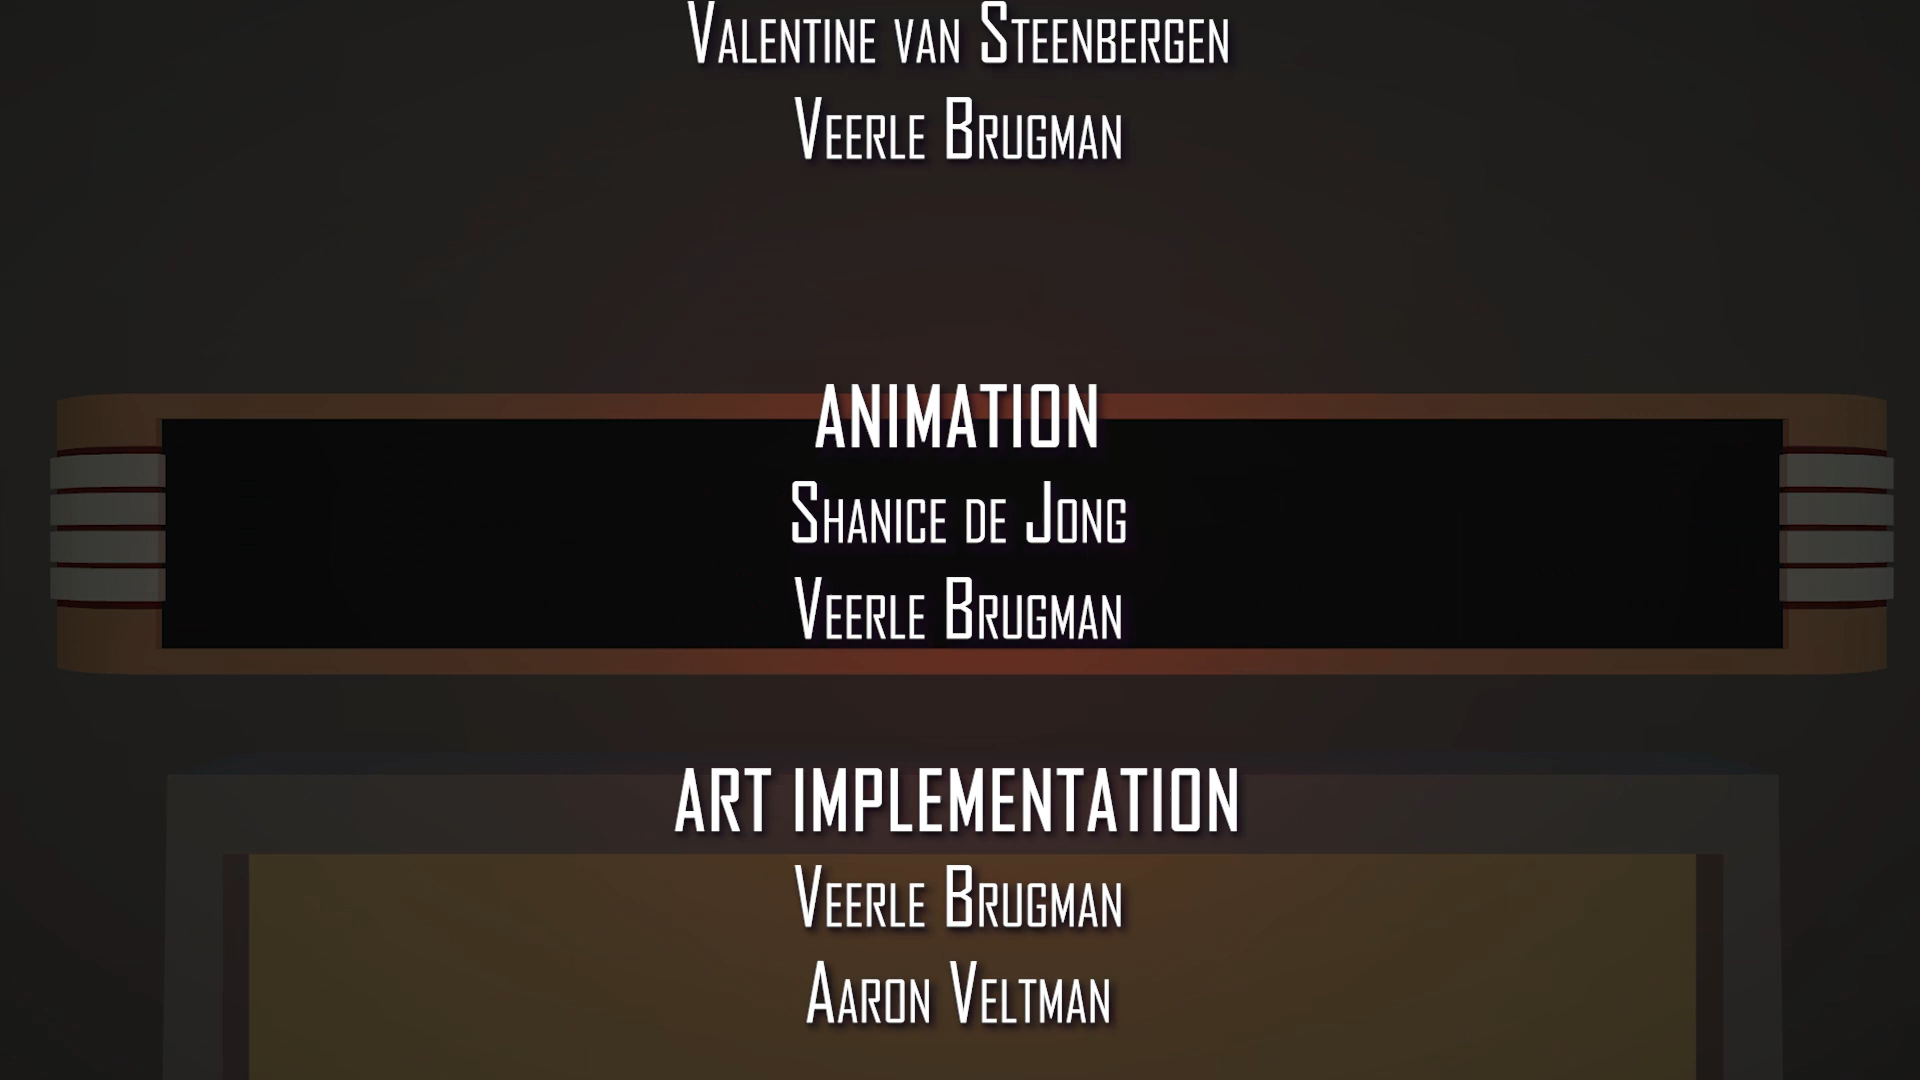 Valentine van Steenbergen
Veerle Brugman
ANIMATION
Shanice de Jong
Veerle Brugman
ART IMPLEMENTATION
Veerle Brugman
Aaron Veltman